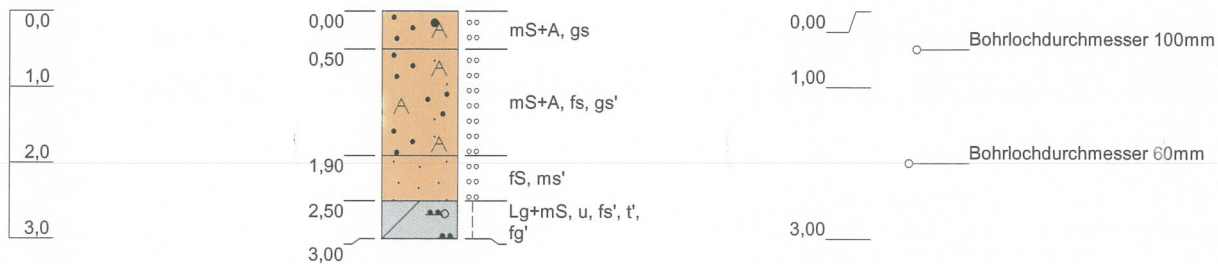 0,0
1,0
2,0
3,0
0,00
0,50
1,90
2,50
3,00
A
A
A
A
mS+A, gs
mS+A, fs, gs'
fS, ms'
Lg+mS, u, fs', t',
fg'
0,00
1,00
3,00
Bohrlochdurchmesser 100mm
Bohrlochdurchmesser 60mm